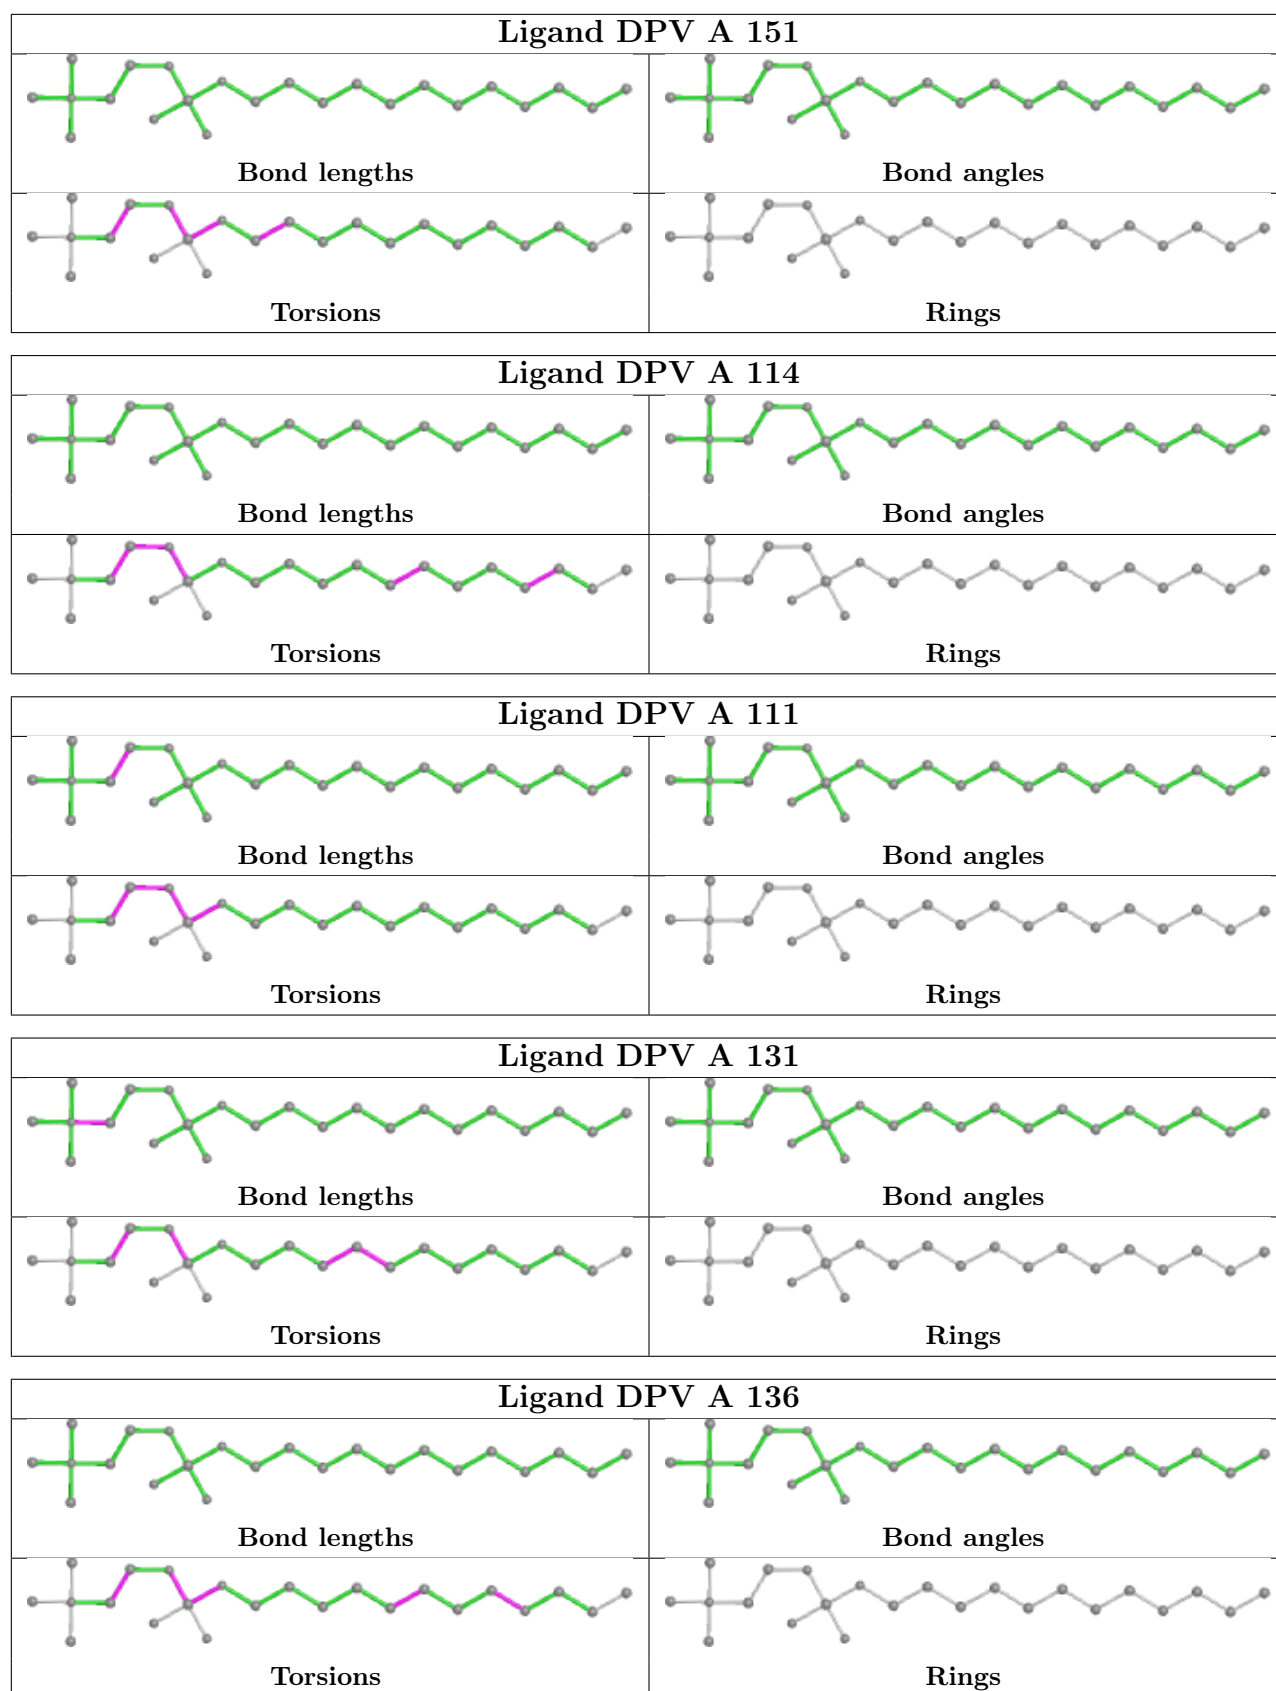 Ligand DPV A 151
Bond lengths
Bond angles
Torsions
Rings
Ligand DPV A 114
Bond lengths
Bond angles
Torsions
Rings
Ligand DPV A 111
Bond lengths
Bond angles
Torsions
Rings
Ligand DPV A 131
Bond lengths
Bond angles
Torsions
Rings
Ligand DPV A 136
Bond lengths
Bond angles
Torsions
Rings